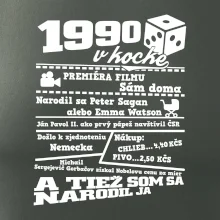 1990
v kocke
PREMIÉRA FILMU
Sám doma
Narodil sa Peter Sagan
alebo Emma Watson
Ján Pavol II. ako prvý pápež navštívil ČSR
Došlo k zjednoteniu
Nemecka
Nákup:
CHLIEB...4,40 KČS
PIVO...2,50 KČS
Michail
Sergejevič Gorbačov získal Nobelovu cenu za mier
A TIEŽ SOM SA
NARODIL JA